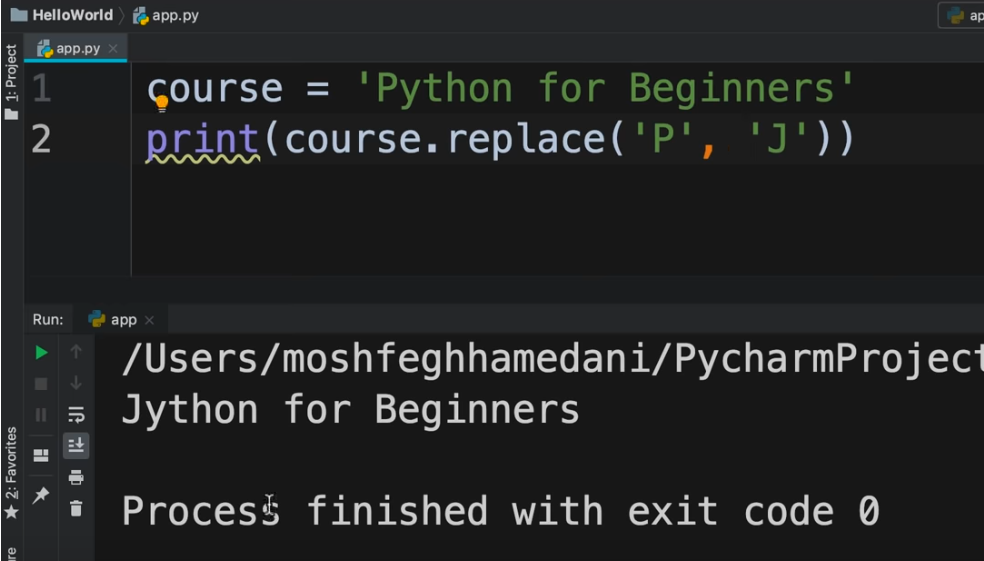 HelloWorld app.py
ap
1: Project
app.py
1 course = 'Python for Beginners'
2 print(course.replace('P', 'J'))
Run: app
/Users/moshfeghhamedani/PycharmProject
Jython for Beginners
Process finished with exit code 0
2: Favorites
re